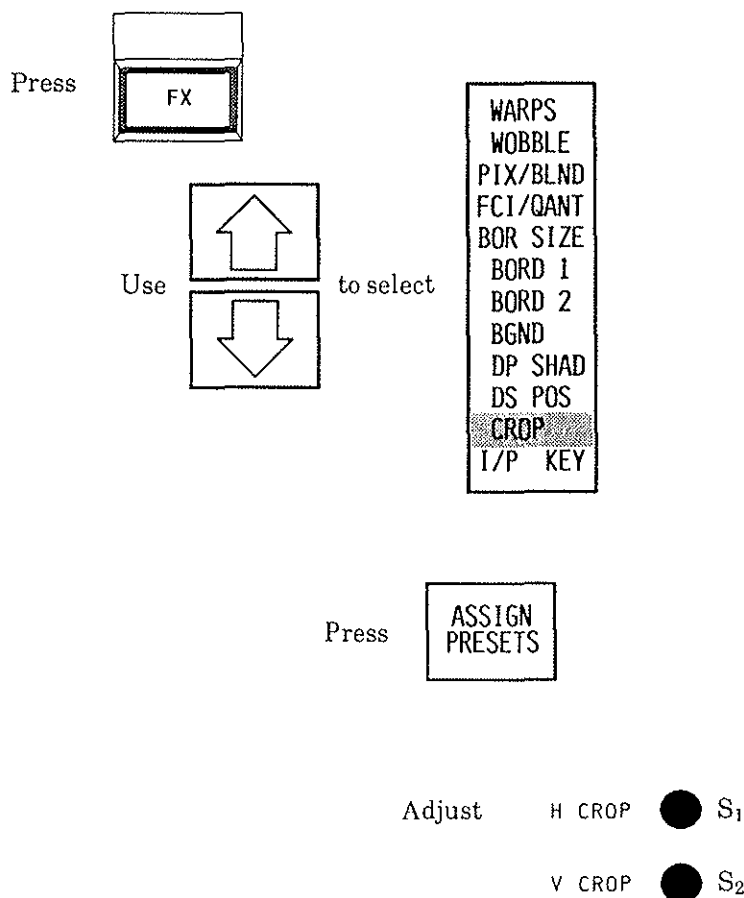 Press
FX
Use
to select
WARPS
WOBBLE
PIX/BLND
FCI/QANT
BOR SIZE
BORD 1
BORD 2
BGND
DP SHAD
DS POS
CROP
I/P KEY
Press
ASSIGN
PRESETS
Adjust H CROP S₁
V CROP S₂